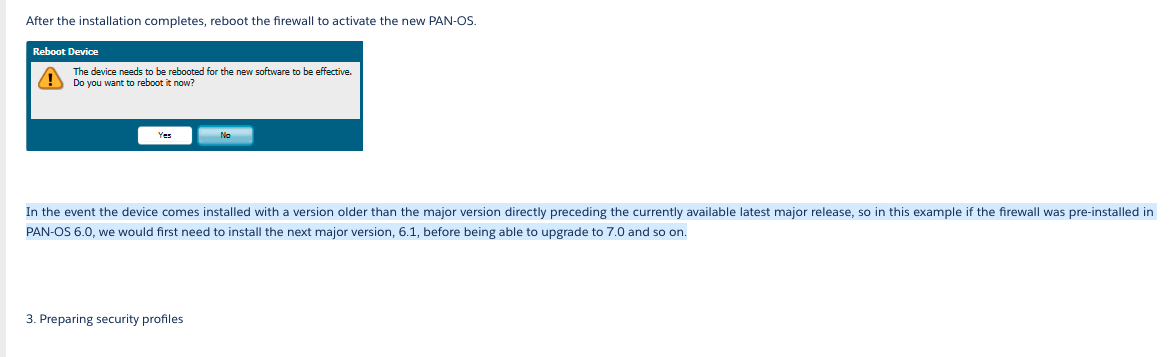 After the installation completes, reboot the firewall to activate the new PAN-OS.
Reboot Device
The device needs to be rebooted for the new software to be effective.
Do you want to reboot it now?
Yes
No
In the event the device comes installed with a version older than the major version directly preceding the currently available latest major release, so in this example if the firewall was pre-installed in
PAN-OS 6.0, we would first need to install the next major version, 6.1, before being able to upgrade to 7.0 and so on.
3. Preparing security profiles